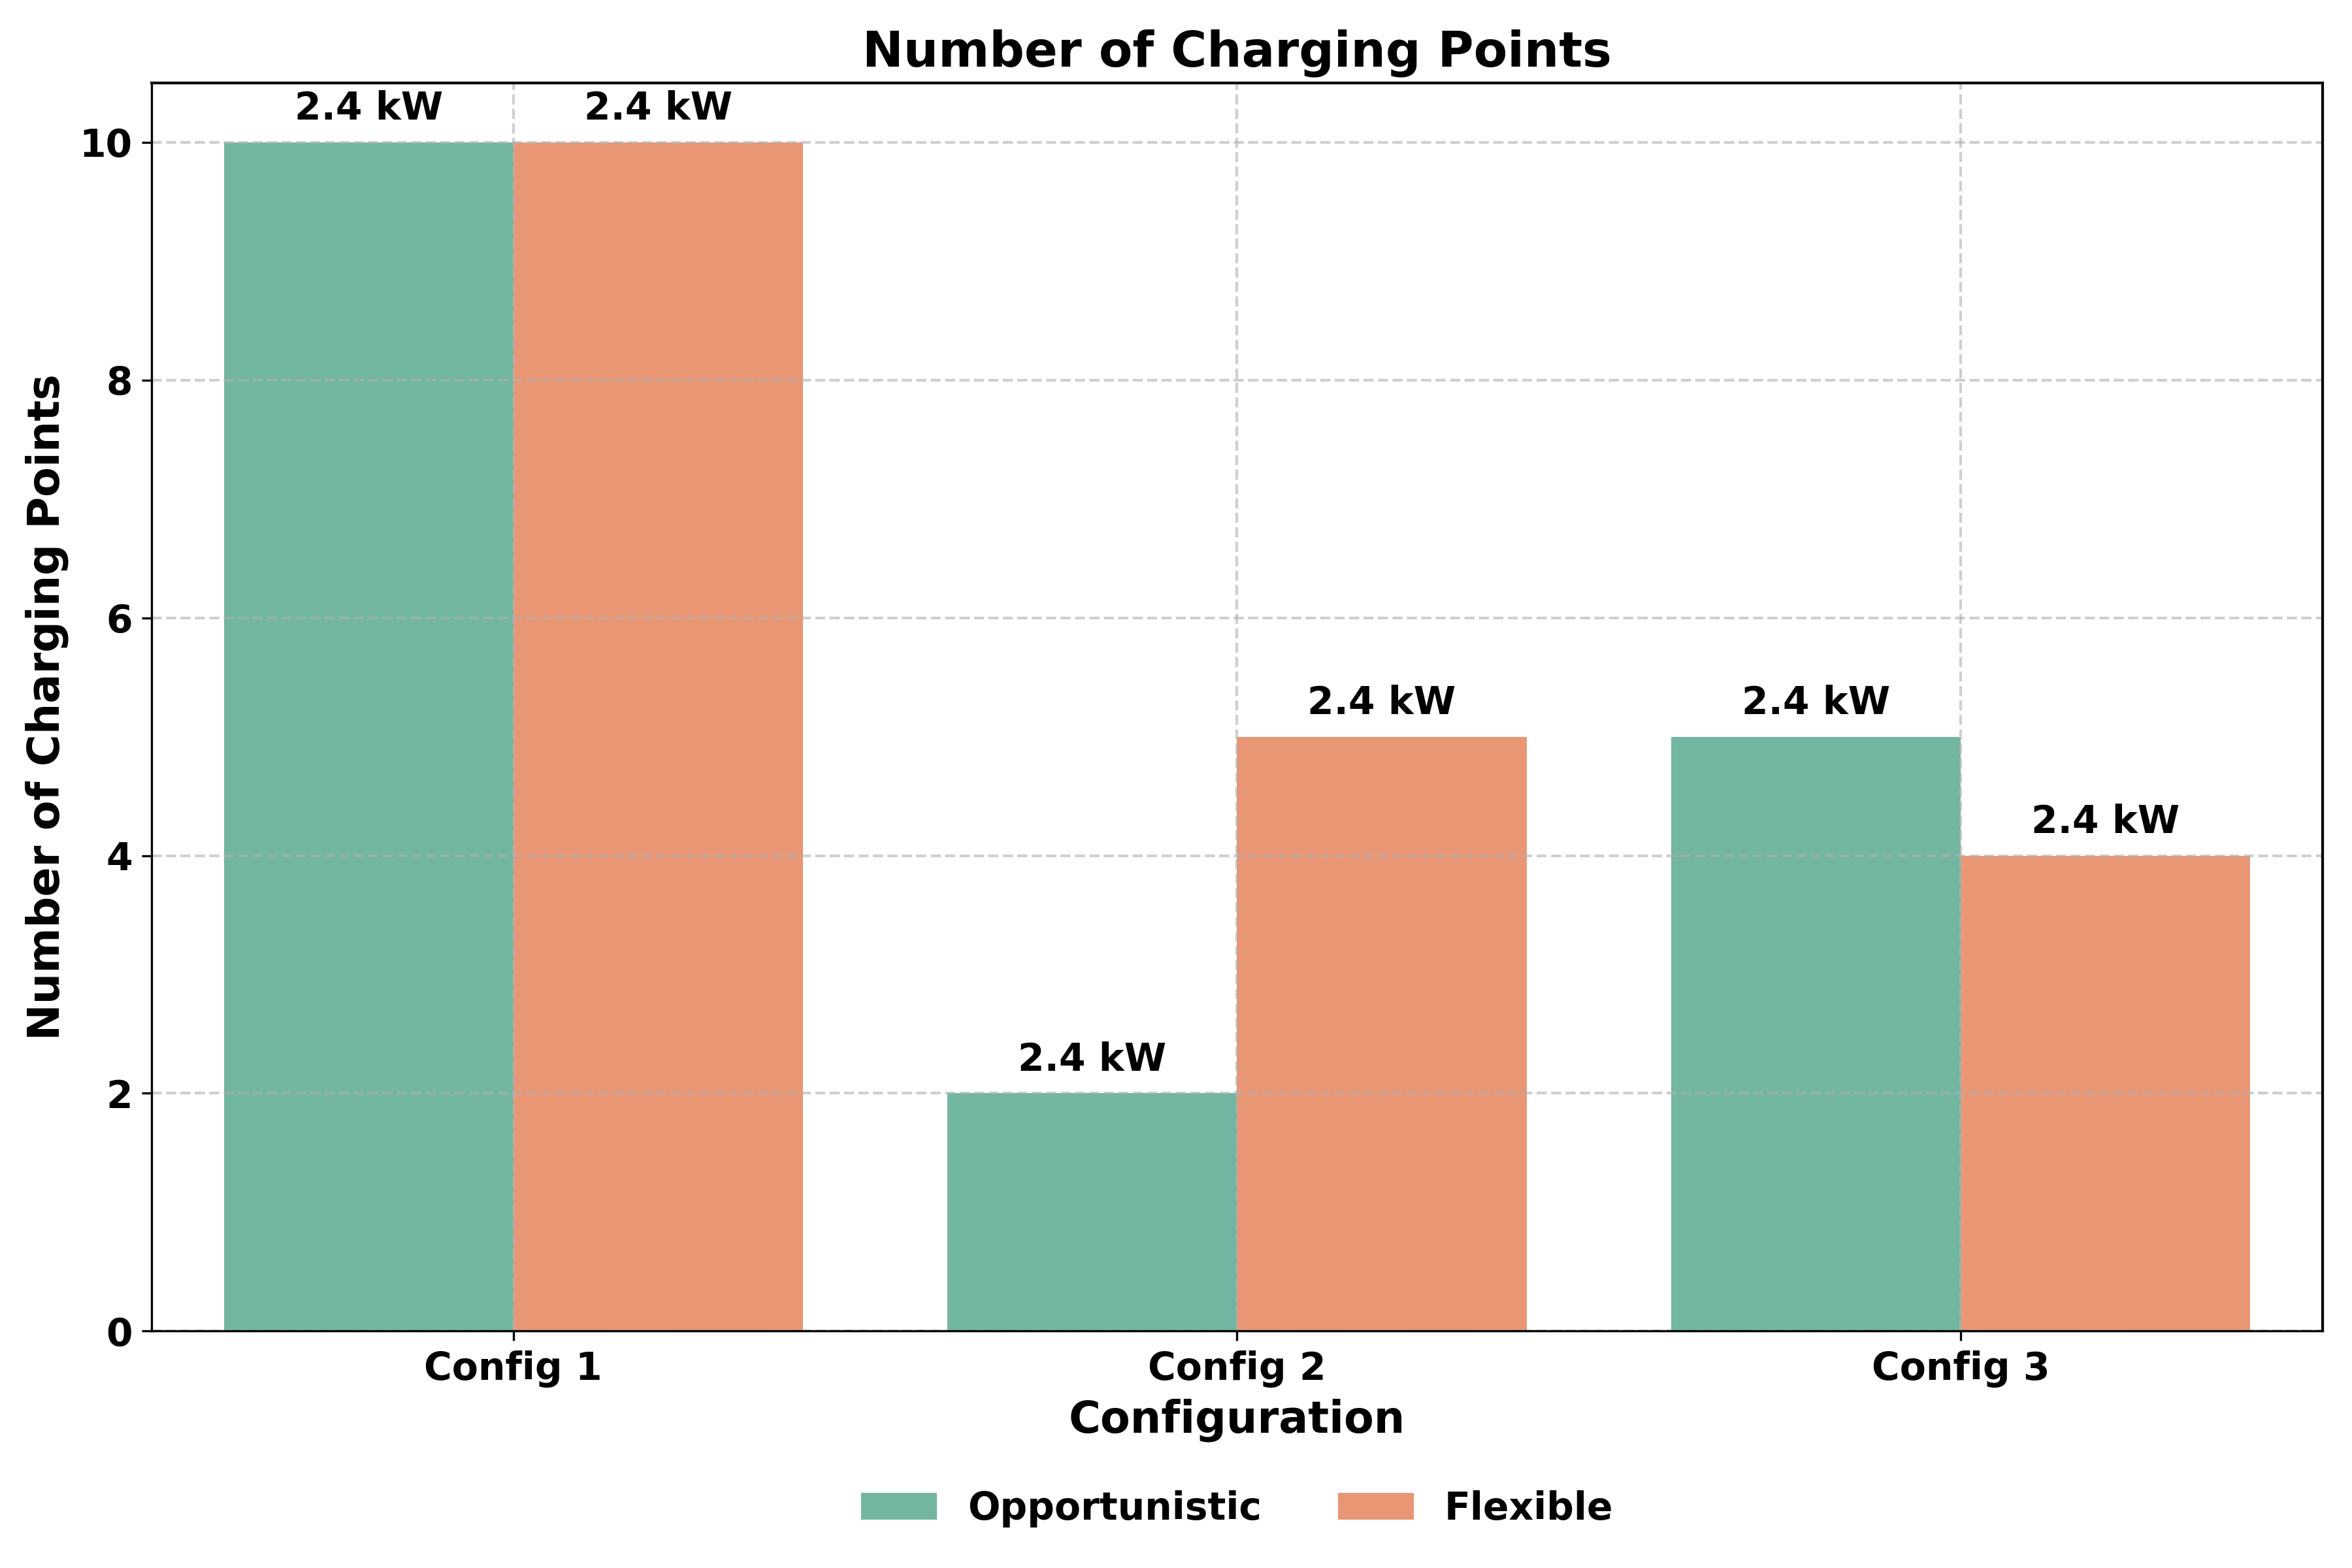 Number of Charging Points
2.4 kW 2.4 kW
10
8
6
4
2
0
Number of Charging Points
2.4 kW 2.4 kW
2.4 kW
2.4 kW
Config 1 Config 2 Config 3
Configuration
Opportunistic Flexible